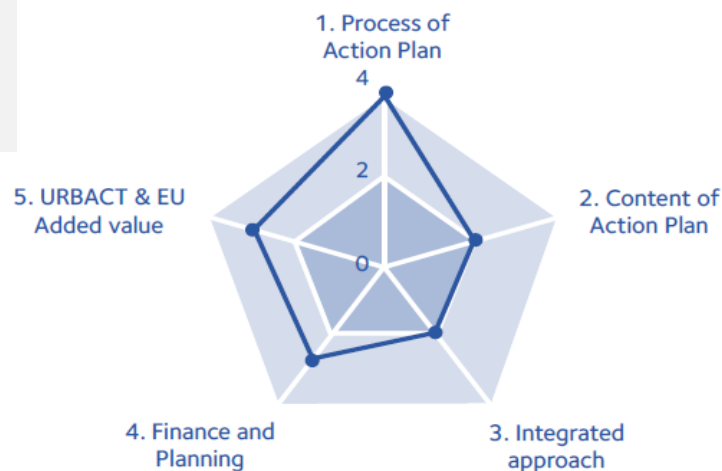 1. Process of
Action Plan
4
2
0
5. URBACT & EU
Added value
2. Content of
Action Plan
4. Finance and
Planning
3. Integrated
approach